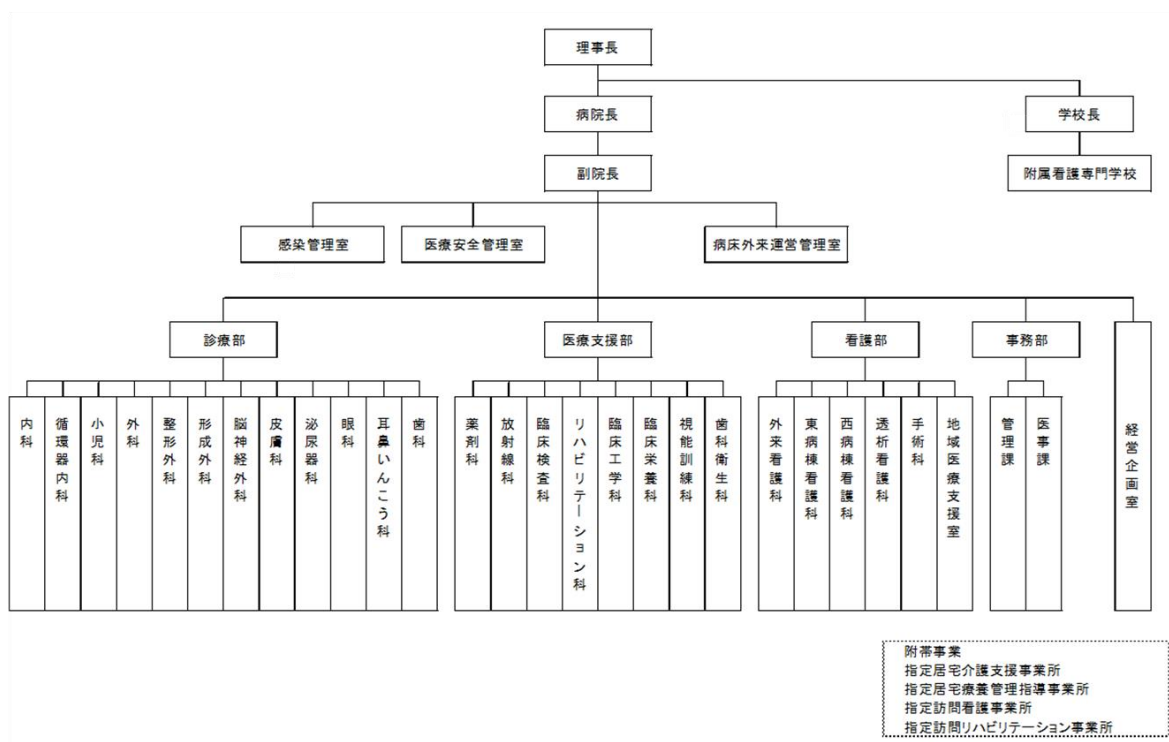 理事長
病院長
学校長
副院長
附属看護専門学校
感染管理室
医療安全管理室
病床外来運営管理室
診療部
医療支援部
看護部
事務部
内科
循環器内科
小児科
外科
整形外科
形成外科
脳神経外科
皮膚科
泌尿器科
眼科
耳鼻いんこう科
歯科
薬剤科
放射線科
臨床検査科
リハビリテーション科
臨床工学科
臨床栄養科
視能訓練科
歯科衛生科
外来看護科
東病棟看護科
西病棟看護科
透析看護科
手術科
地域医療支援室
管理課
医事課
経営企画室
附帯事業
指定居宅介護支援事業所
指定居宅療養管理指導事業所
指定訪問看護事業所
指定訪問リハビリテーション事業所